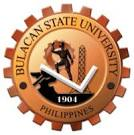 BULACAN STATE UNIVERSITY
1904
PHILIPPINES